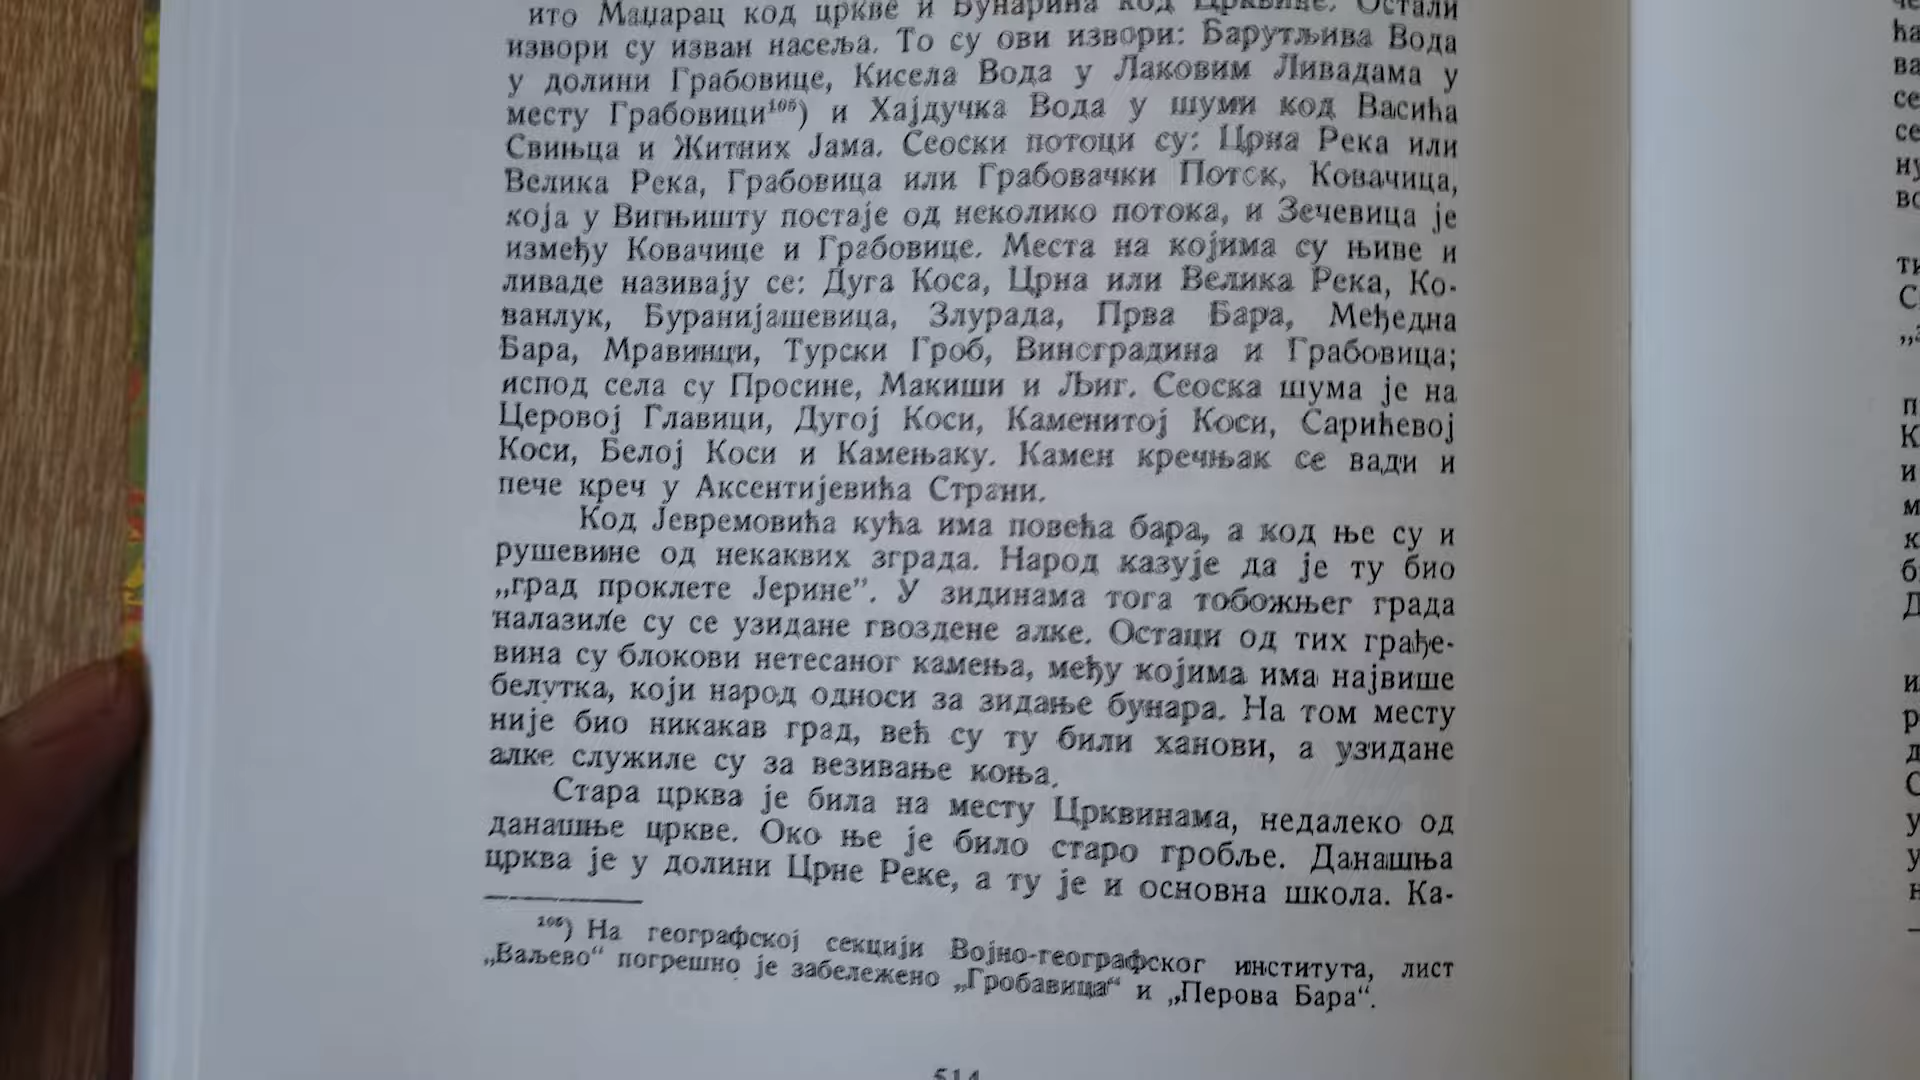 ито Маџарац код цркве и Бунарина код Црквине. Остали
извори су изван насеља. То су ови извори: Барутљива Вода
у долини Грабовице, Кисела Вода у Лаковим Ливадама у
месту Грабовици¹⁰⁵) и Хајдучка Вода у шуми код Васића
Свињца и Житних Јама. Сеоски потоци су: Црна Река или
Велика Река, Грабовица или Грабовачки Поток, Ковачица,
која у Вигњишту постаје од неколико потока, и Зечевица је
између Ковачице и Грабовице. Места на којима су њиве и
ливаде називају се: Дуга Коса, Црна или Велика Река, Ко-
ванлук, Буранијашевица, Злурада, Прва Бара, Међедна
Бара, Мравинци, Турски Гроб, Виноградина и Грабовица;
испод села су Просине, Макиши и Љиг. Сеоска шума је на
Церовој Главици, Дугој Коси, Каменитој Коси, Сарићевој
Коси, Белој Коси и Камењаку. Камен кречњак се вади и
пече креч у Аксентијевића Страни.
Код Јевремовића кућа има повећа бара, а код ње су и
рушевине од некаквих зграда. Народ казује да је ту био
„град проклете Јерине”. У зидинама тога тобожњег града
налазиле су се узидане гвоздене алке. Остаци од тих грађе-
вина су блокови нетесаног камења, међу којима има највише
белутка, који народ односи за зидање бунара. На том месту
није био никакав град, већ су ту били ханови, а узидане
алке служиле су за везивање коња.
Стара црква је била на месту Црквинама, недалеко од
данашње цркве. Око ње је било старо гробље. Данашња
црква је у долини Црне Реке, а ту је и основна школа. Ка-
¹⁰⁵) На географској секцији Војно-географског института, лист
„Ваљево“ погрешно је забележено „Гробавица“ и „Перова Бара“.
514